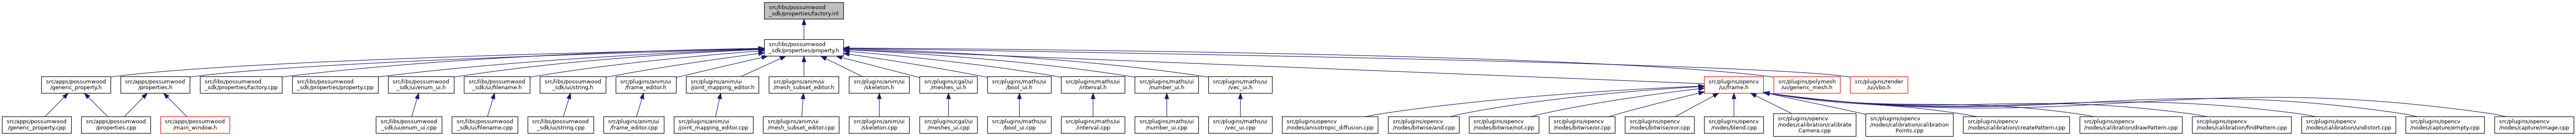 src/libs/possumwood
_sdk/properties/factory.inl
src/libs/possumwood
_sdk/properties/property.h
src/apps/possumwood
/generic_property.h
src/apps/possumwood
/properties.h
src/libs/possumwood
_sdk/properties/factory.cpp
src/libs/possumwood
_sdk/properties/property.cpp
src/libs/possumwood
_sdk/ui/enum_ui.h
src/libs/possumwood
_sdk/ui/filename.h
src/libs/possumwood
_sdk/ui/string.h
src/plugins/anim/ui
/frame_editor.h
src/plugins/anim/ui
/joint_mapping_editor.h
src/plugins/anim/ui
/mesh_subset_editor.h
src/plugins/anim/ui
/skeleton.h
src/plugins/cgal/ui
/meshes_ui.h
src/plugins/maths/ui
/bool_ui.h
src/plugins/maths/ui
/interval.h
src/plugins/maths/ui
/number_ui.h
src/plugins/maths/ui
/vec_ui.h
src/plugins/opencv
/ui/frame.h
src/plugins/polymesh
/ui/generic_mesh.h
src/plugins/render
/ui/vbo.h
src/apps/possumwood
/generic_property.cpp
src/apps/possumwood
/properties.cpp
src/apps/possumwood
/main_window.h
src/libs/possumwood
_sdk/ui/enum_ui.cpp
src/libs/possumwood
_sdk/ui/filename.cpp
src/libs/possumwood
_sdk/ui/string.cpp
src/plugins/anim/ui
/frame_editor.cpp
src/plugins/anim/ui
/joint_mapping_editor.cpp
src/plugins/anim/ui
/mesh_subset_editor.cpp
src/plugins/anim/ui
/skeleton.cpp
src/plugins/cgal/ui
/meshes_ui.cpp
src/plugins/maths/ui
/bool_ui.cpp
src/plugins/maths/ui
/interval.cpp
src/plugins/maths/ui
/number_ui.cpp
src/plugins/maths/ui
/vec_ui.cpp
src/plugins/opencv
/nodes/anisotropic_diffusion.cpp
src/plugins/opencv
/nodes/bitwise/and.cpp
src/plugins/opencv
/nodes/bitwise/not.cpp
src/plugins/opencv
/nodes/bitwise/or.cpp
src/plugins/opencv
/nodes/bitwise/xor.cpp
src/plugins/opencv
/nodes/blend.cpp
src/plugins/opencv
/nodes/calibration/calibrate
Camera.cpp
src/plugins/opencv
/nodes/calibration/calibration
Points.cpp
src/plugins/opencv
/nodes/calibration/createPattern.cpp
src/plugins/opencv
/nodes/calibration/drawPattern.cpp
src/plugins/opencv
/nodes/calibration/findPattern.cpp
src/plugins/opencv
/nodes/calibration/undistort.cpp
src/plugins/opencv
/nodes/capture/empty.cpp
src/plugins/opencv
/nodes/capture/image.cpp